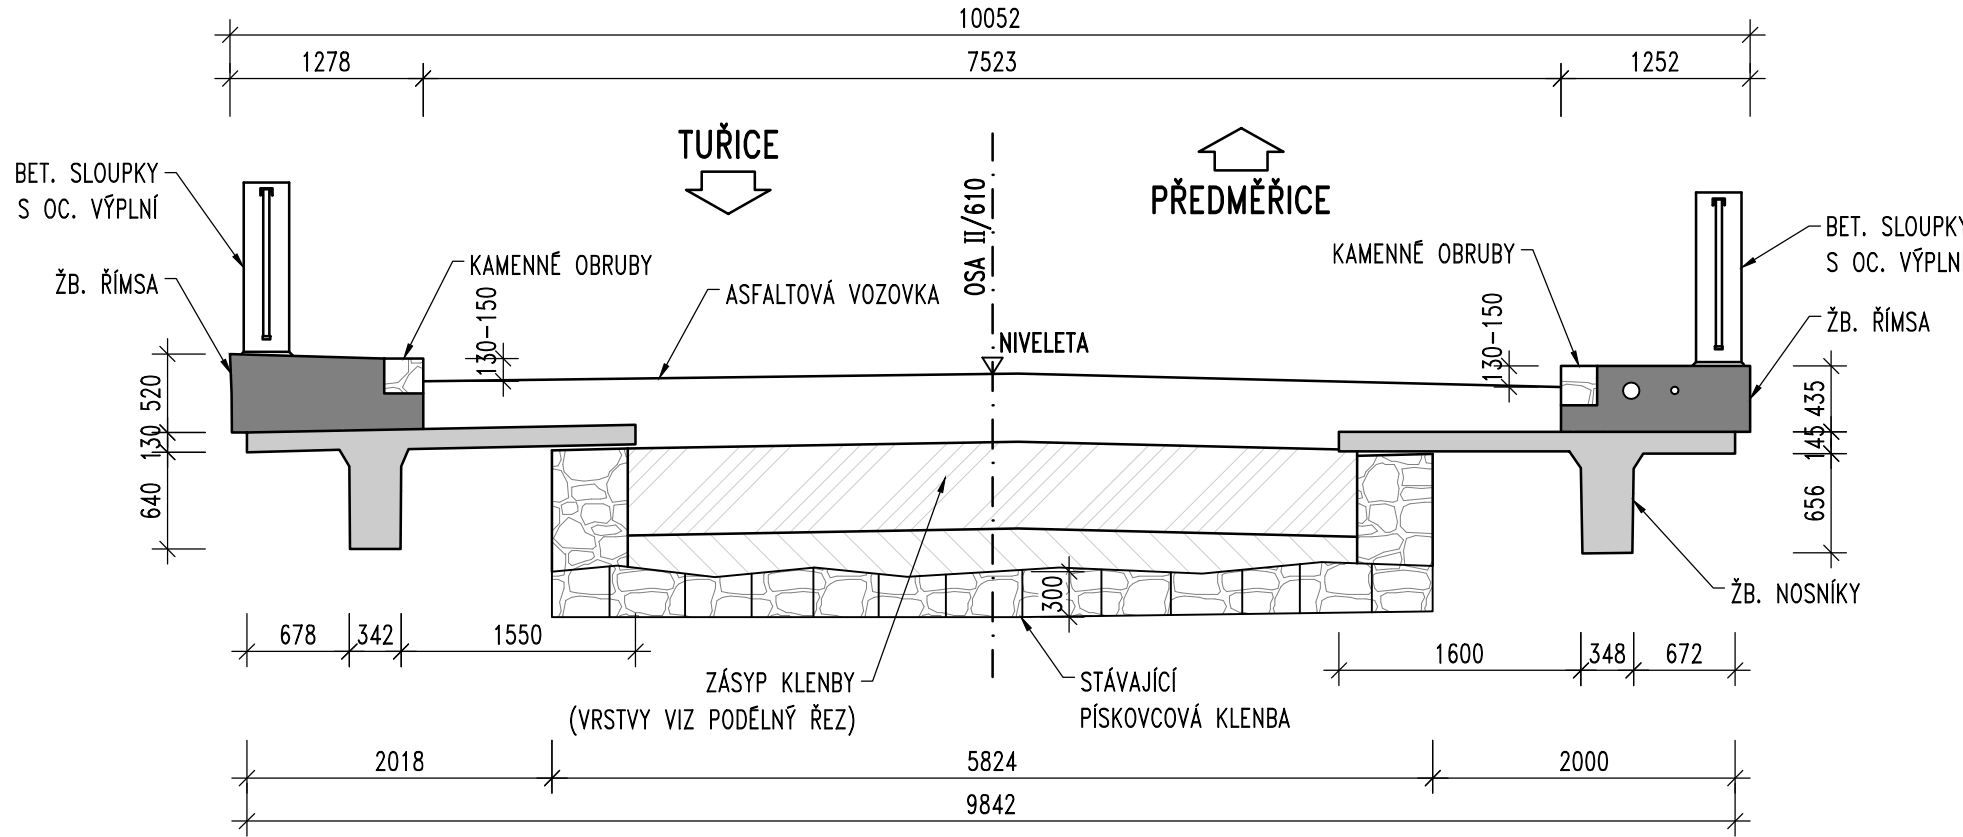 10052
1278
7523
1252
TUŘICE
PŘEDMĚŘICE
OSA II/610
BET. SLOUPKY
S OC. VÝPLNÍ
ŽB. ŘÍMSA
KAMENNÉ OBRUBY
130-150
ASFALTOVÁ VOZOVKA
NIVELETA
KAMENNÉ OBRUBY
130-150
BET. SLOUPKY
S OC. VÝPLNÍ
ŽB. ŘÍMSA
520
130
640
435
145
656
300
ŽB. NOSNÍKY
678
342
1550
1600
348
672
ZÁSYP KLENBY
(VRSTVY VIZ PODÉLNÝ ŘEZ)
STÁVAJÍCÍ
PÍSKOVCOVÁ KLENBA
2018
5824
2000
9842